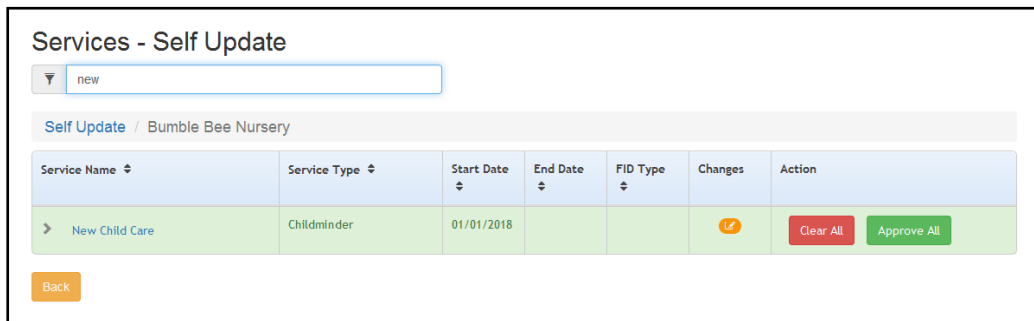 Services - Self Update
new
Self Update / Bumble Bee Nursery
Service Name Service Type Start Date End Date FID Type Changes Action
New Child Care Childminder 01/01/2018 Clear All Approve All
Back